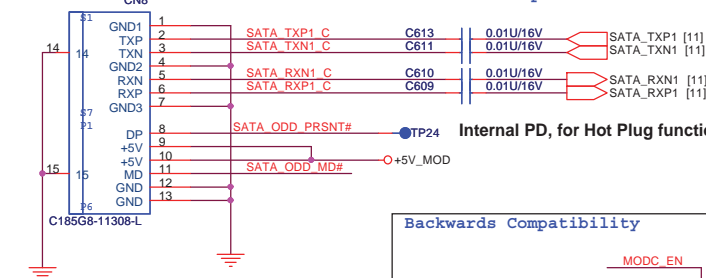 CN8
S1
GND1 1
TXP 2 SATA_TXP1_C C613 0.01U/16V SATA_TXP1 [11]
TXN 3 SATA_TXN1_C C611 0.01U/16V SATA_TXN1 [11]
14 14
GND2 4
RXN 5 SATA_RXN1_C C610 0.01U/16V SATA_RXN1 [11]
RXP 6 SATA_RXP1_C C609 0.01U/16V SATA_RXP1 [11]
GND3 7
S7
P1
DP 8 SATA_ODD_PRSNT# TP24 Internal PD, for Hot Plug functio
+5V 9
+5V 10 +5V_MOD
15 15 MD 11 SATA_ODD_MD#
GND 12
GND 13
P6
C185G8-11308-L
Backwards Compatibility
MODC_EN